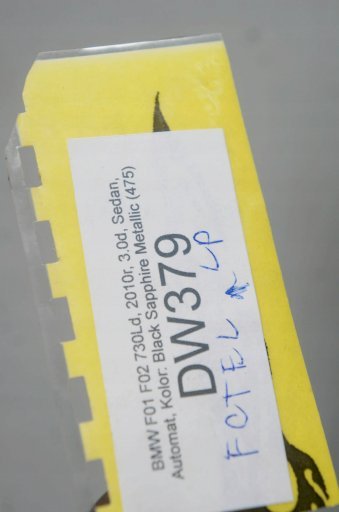 BMW F01 F02 730Ld, 2010r, 3.0d, Sedan,
Automat, Kolor: Black Sapphire Metallic (475)
DW379
FOTEL LP